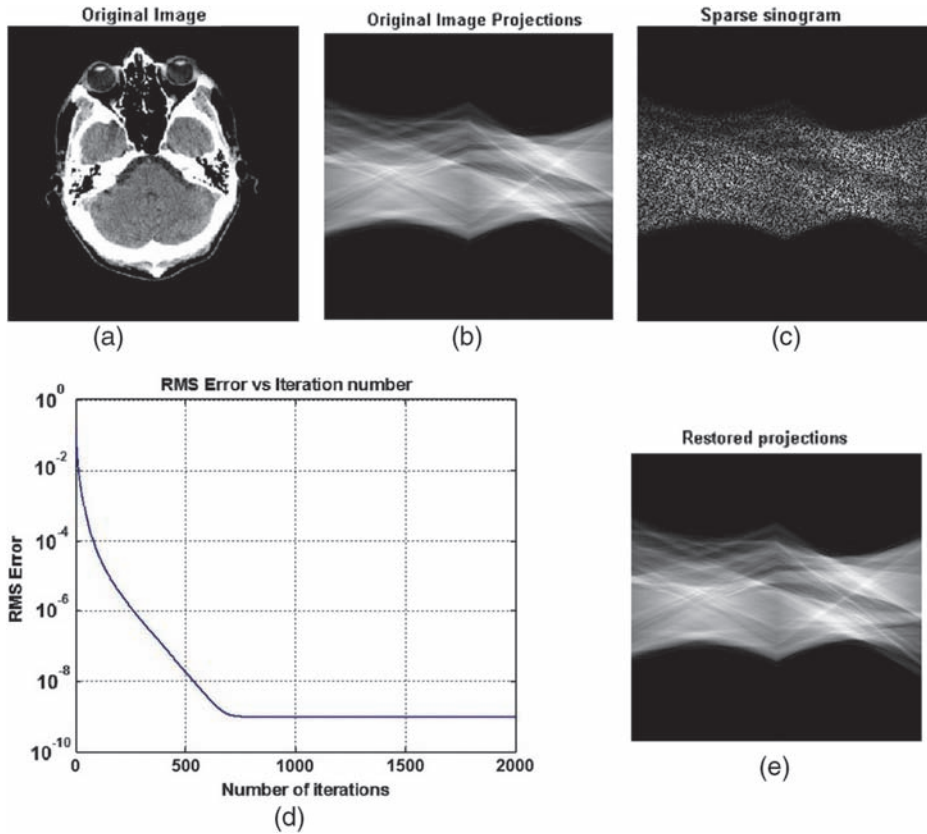 Original Image
Original Image Projections
Sparse sinogram
(a)
(b)
(c)
RMS Error vs Iteration number
10^0
10^-2
10^-4
10^-6
10^-8
10^-10
RMS Error
0
500
1000
1500
2000
Number of iterations
(d)
Restored projections
(e)